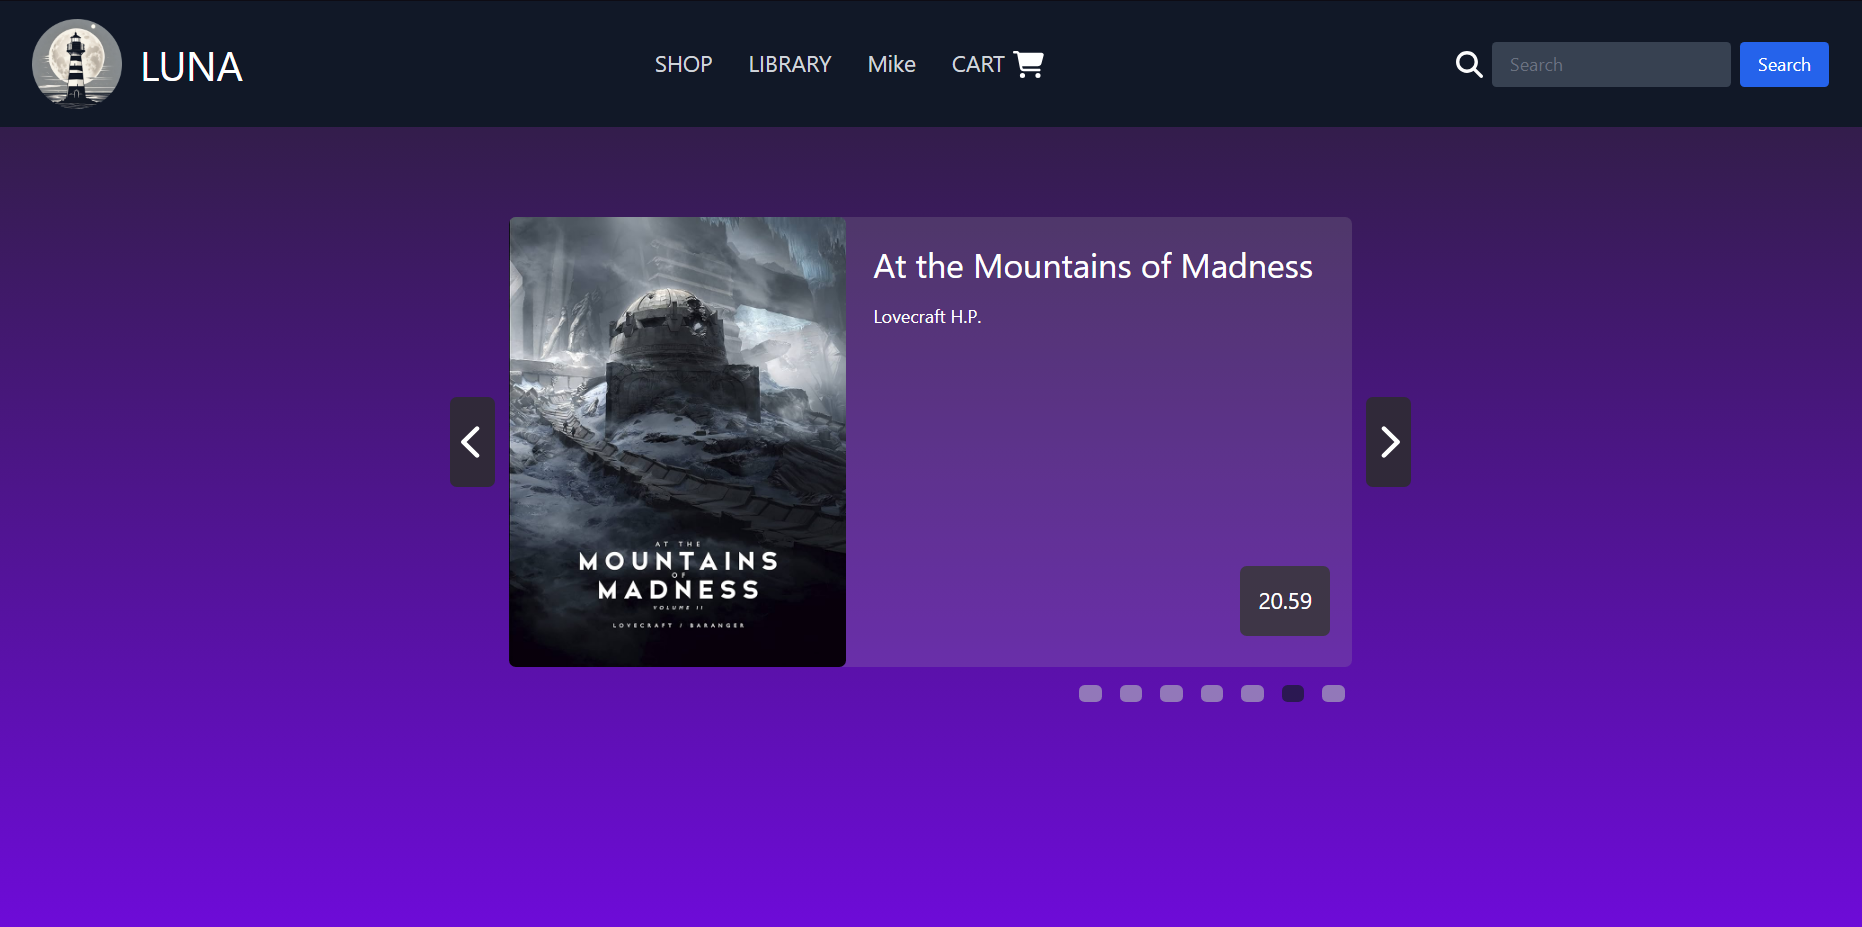 LUNA
SHOP LIBRARY Mike CART
Search Search
At the Mountains of Madness
Lovecraft H.P.
AT THE
MOUNTAINS
OF
MADNESS
VOLUME II
LOVECRAFT / BARANGER
20.59